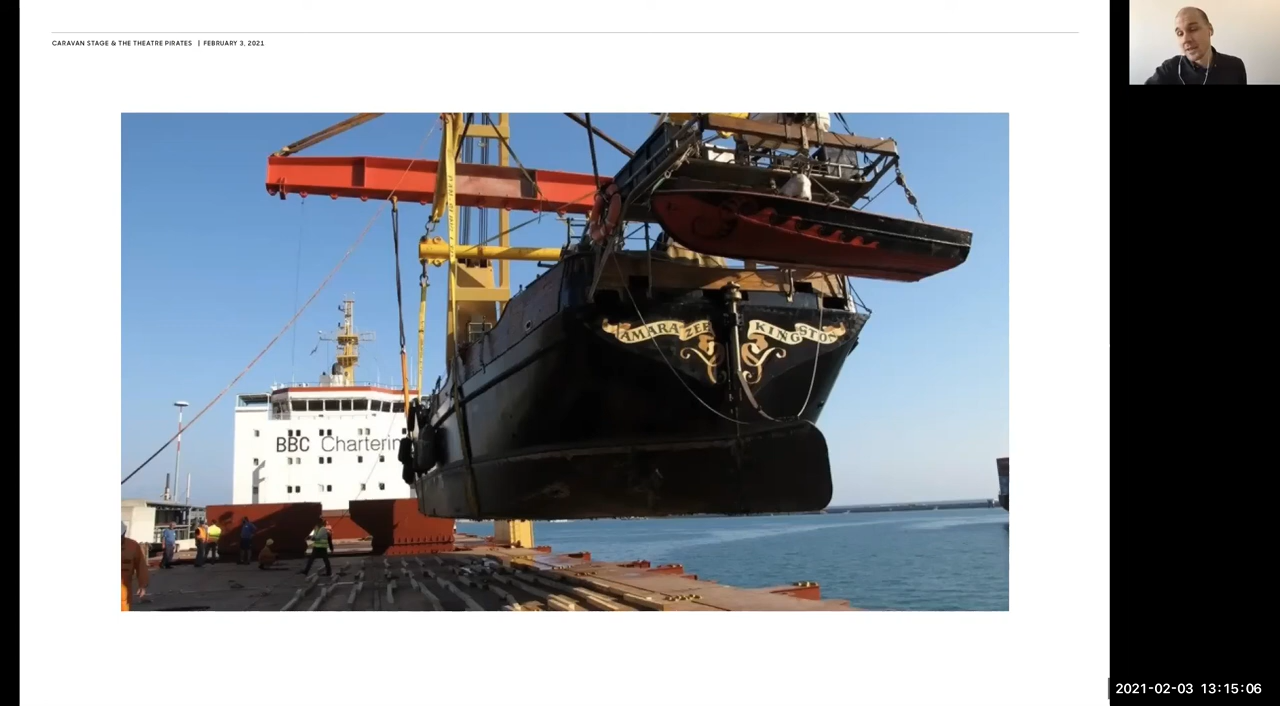 CARAVAN STAGE & THE THEATRE PIRATES | FEBRUARY 3, 2021
AMARA ZEE KINGSTON
BBC Charterin
2021-02-03 13:15:06